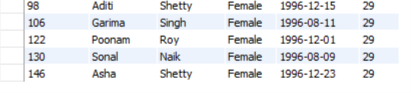 98 Aditi Shetty Female 1996-12-15 29
106 Garima Singh Female 1996-08-11 29
122 Poonam Roy Female 1996-12-01 29
130 Sonal Naik Female 1996-08-09 29
146 Asha Shetty Female 1996-12-23 29